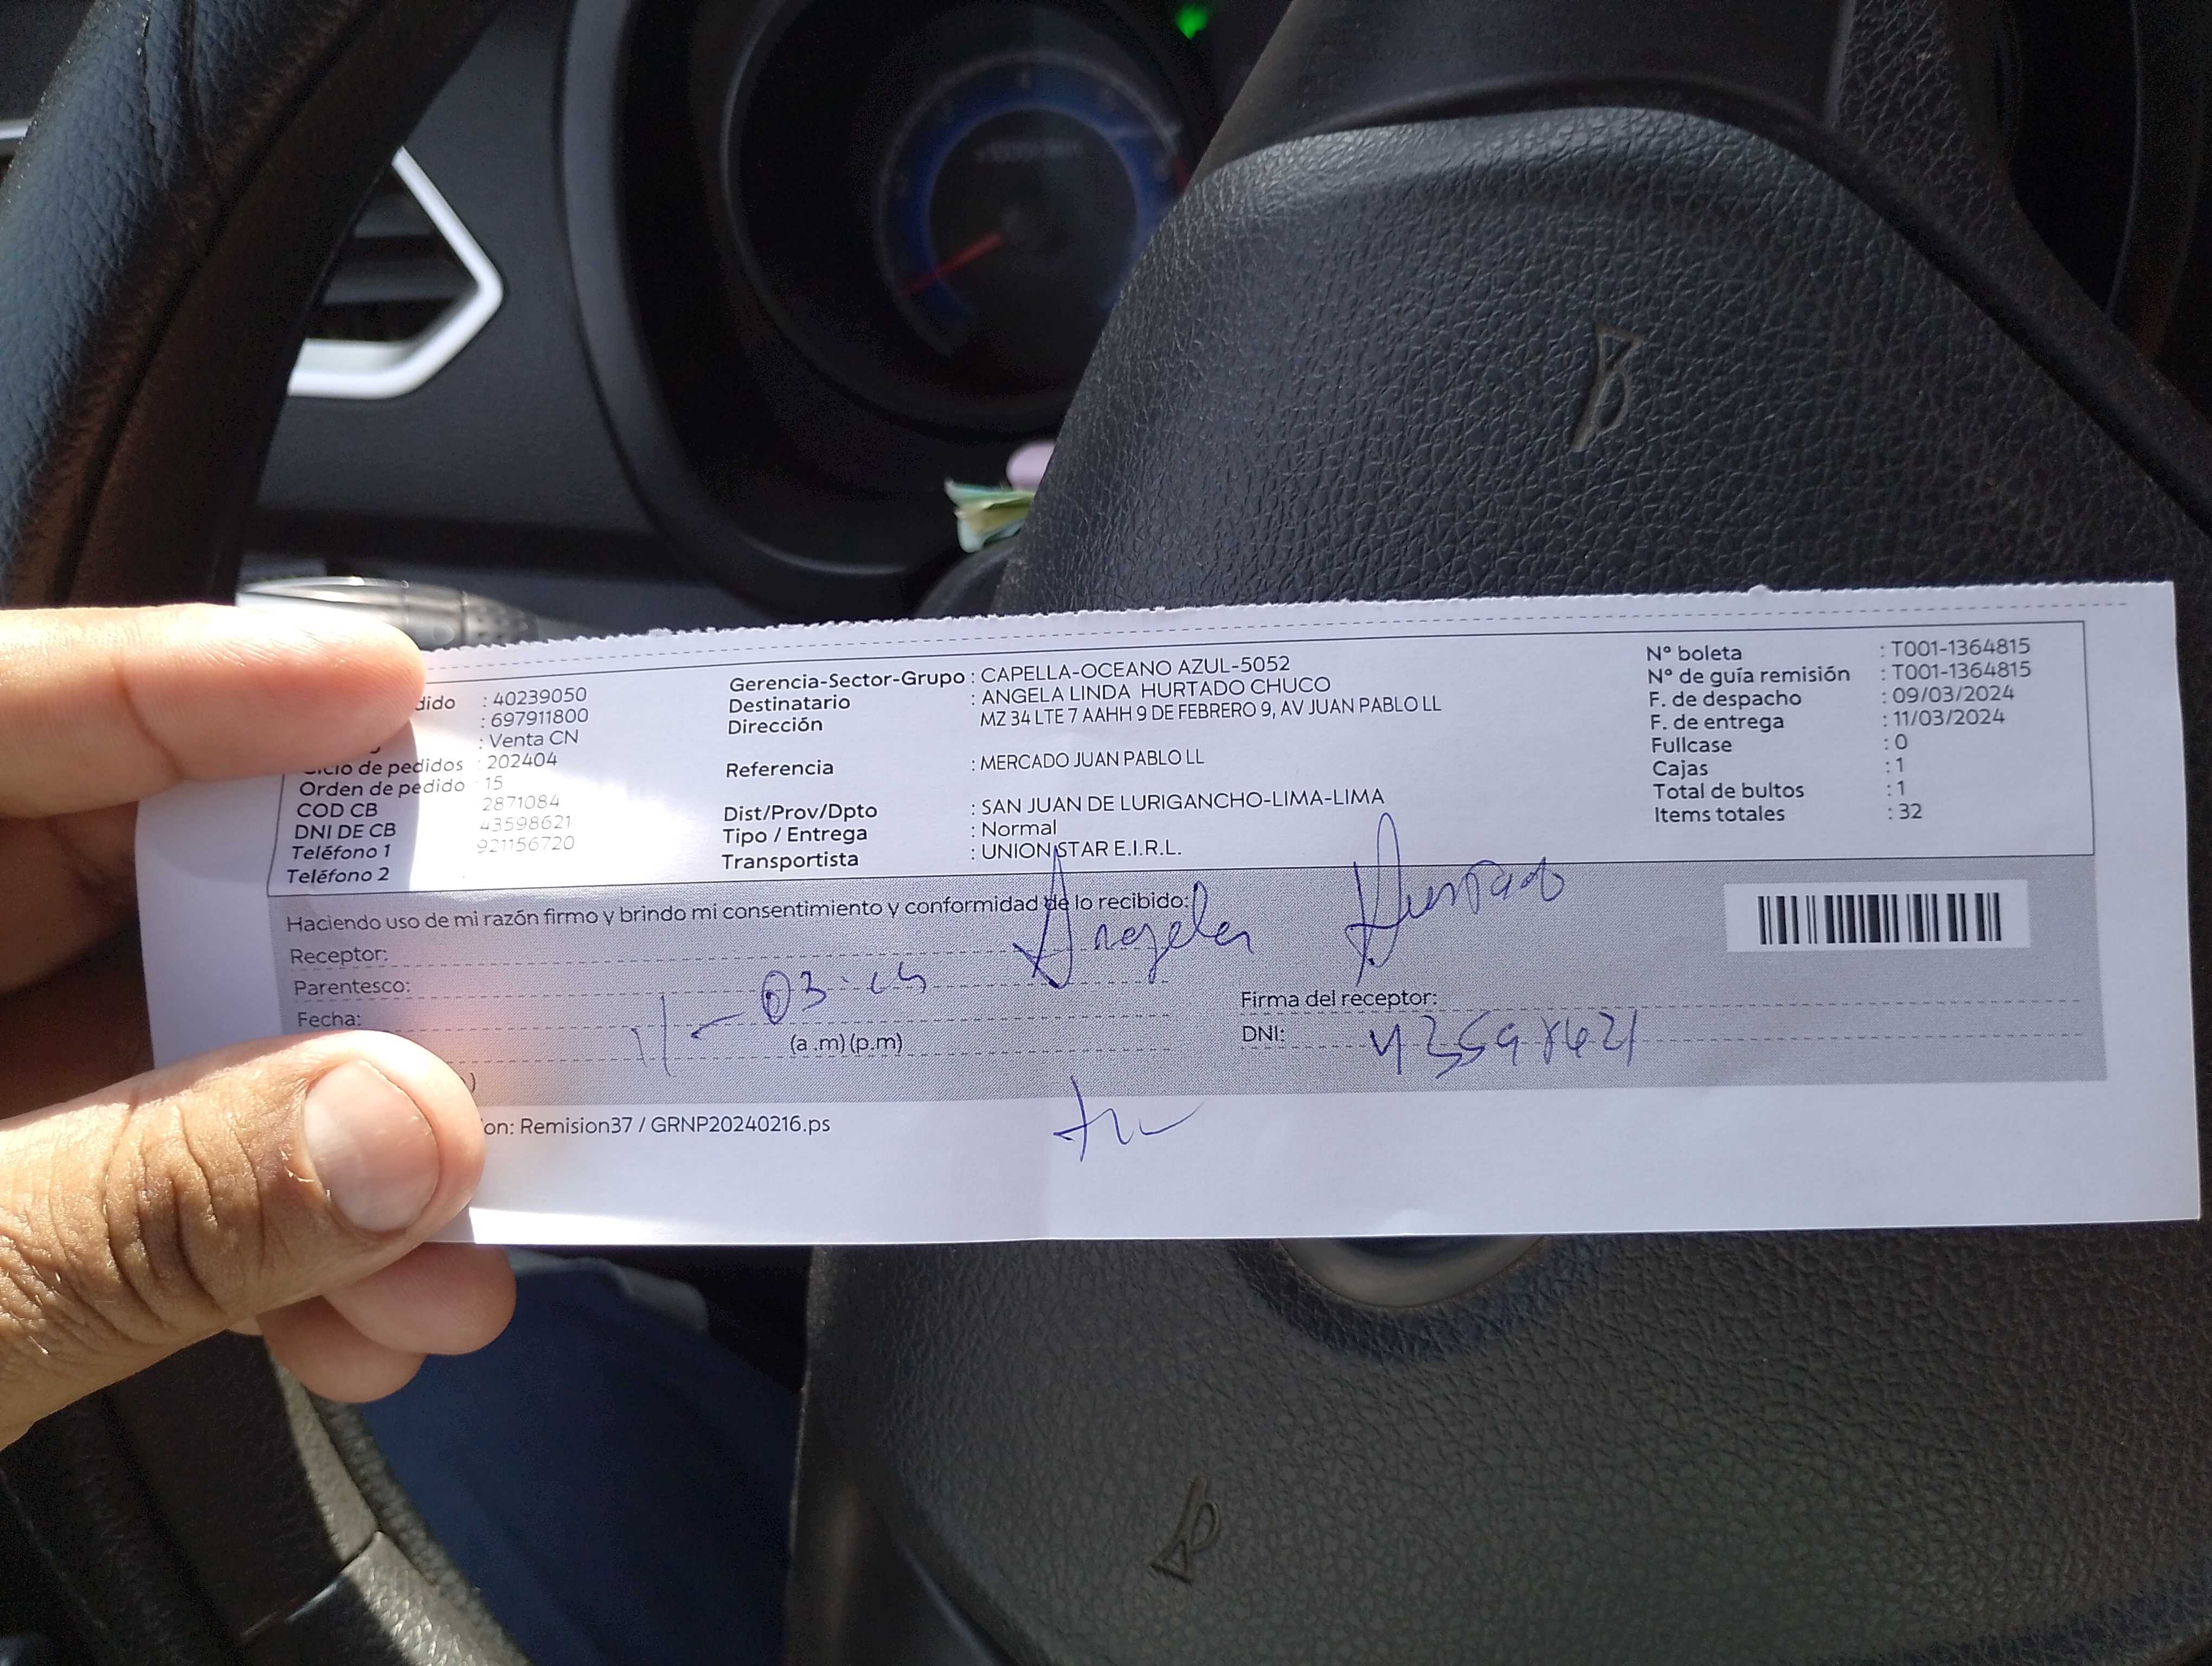 dido : 40239050
: 697911800
: Venta CN
Ciclo de pedidos : 202404
Orden de pedido : 15
COD CB 2871084
DNI DE CB 43598621
Teléfono 1 921156720
Teléfono 2
Gerencia-Sector-Grupo : CAPELLA-OCEANO AZUL-5052
Destinatario : ANGELA LINDA HURTADO CHUCO
Dirección MZ 34 LTE 7 AAHH 9 DE FEBRERO 9, AV JUAN PABLO LL
Referencia : MERCADO JUAN PABLO LL
Dist/Prov/Dpto : SAN JUAN DE LURIGANCHO-LIMA-LIMA
Tipo / Entrega : Normal
Transportista : UNION STAR E.I.R.L.
N° boleta : T001-1364815
N° de guía remisión : T001-1364815
F. de despacho : 09/03/2024
F. de entrega : 11/03/2024
Fullcase : 0
Cajas : 1
Total de bultos : 1
Items totales : 32
Haciendo uso de mi razón firmo y brindo mi consentimiento y conformidad de lo recibido:
Receptor: Angela Hurtado
Parentesco:
Fecha: 11-03
(a .m) (p.m)
Firma del receptor:
DNI: 43598621
on: Remision37 / GRNP20240216.ps